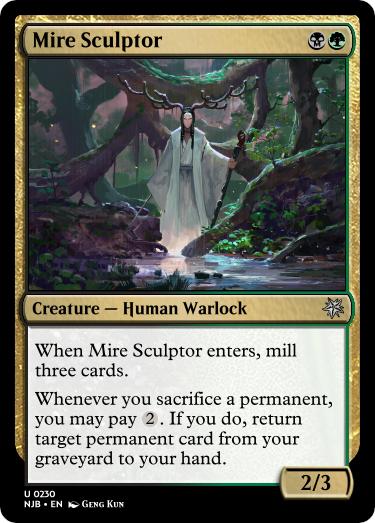 Mire Sculptor
Creature — Human Warlock
When Mire Sculptor enters, mill
three cards.
Whenever you sacrifice a permanent,
you may pay 2. If you do, return
target permanent card from your
graveyard to your hand.
2/3
U 0230
NJB • EN Geng Kun